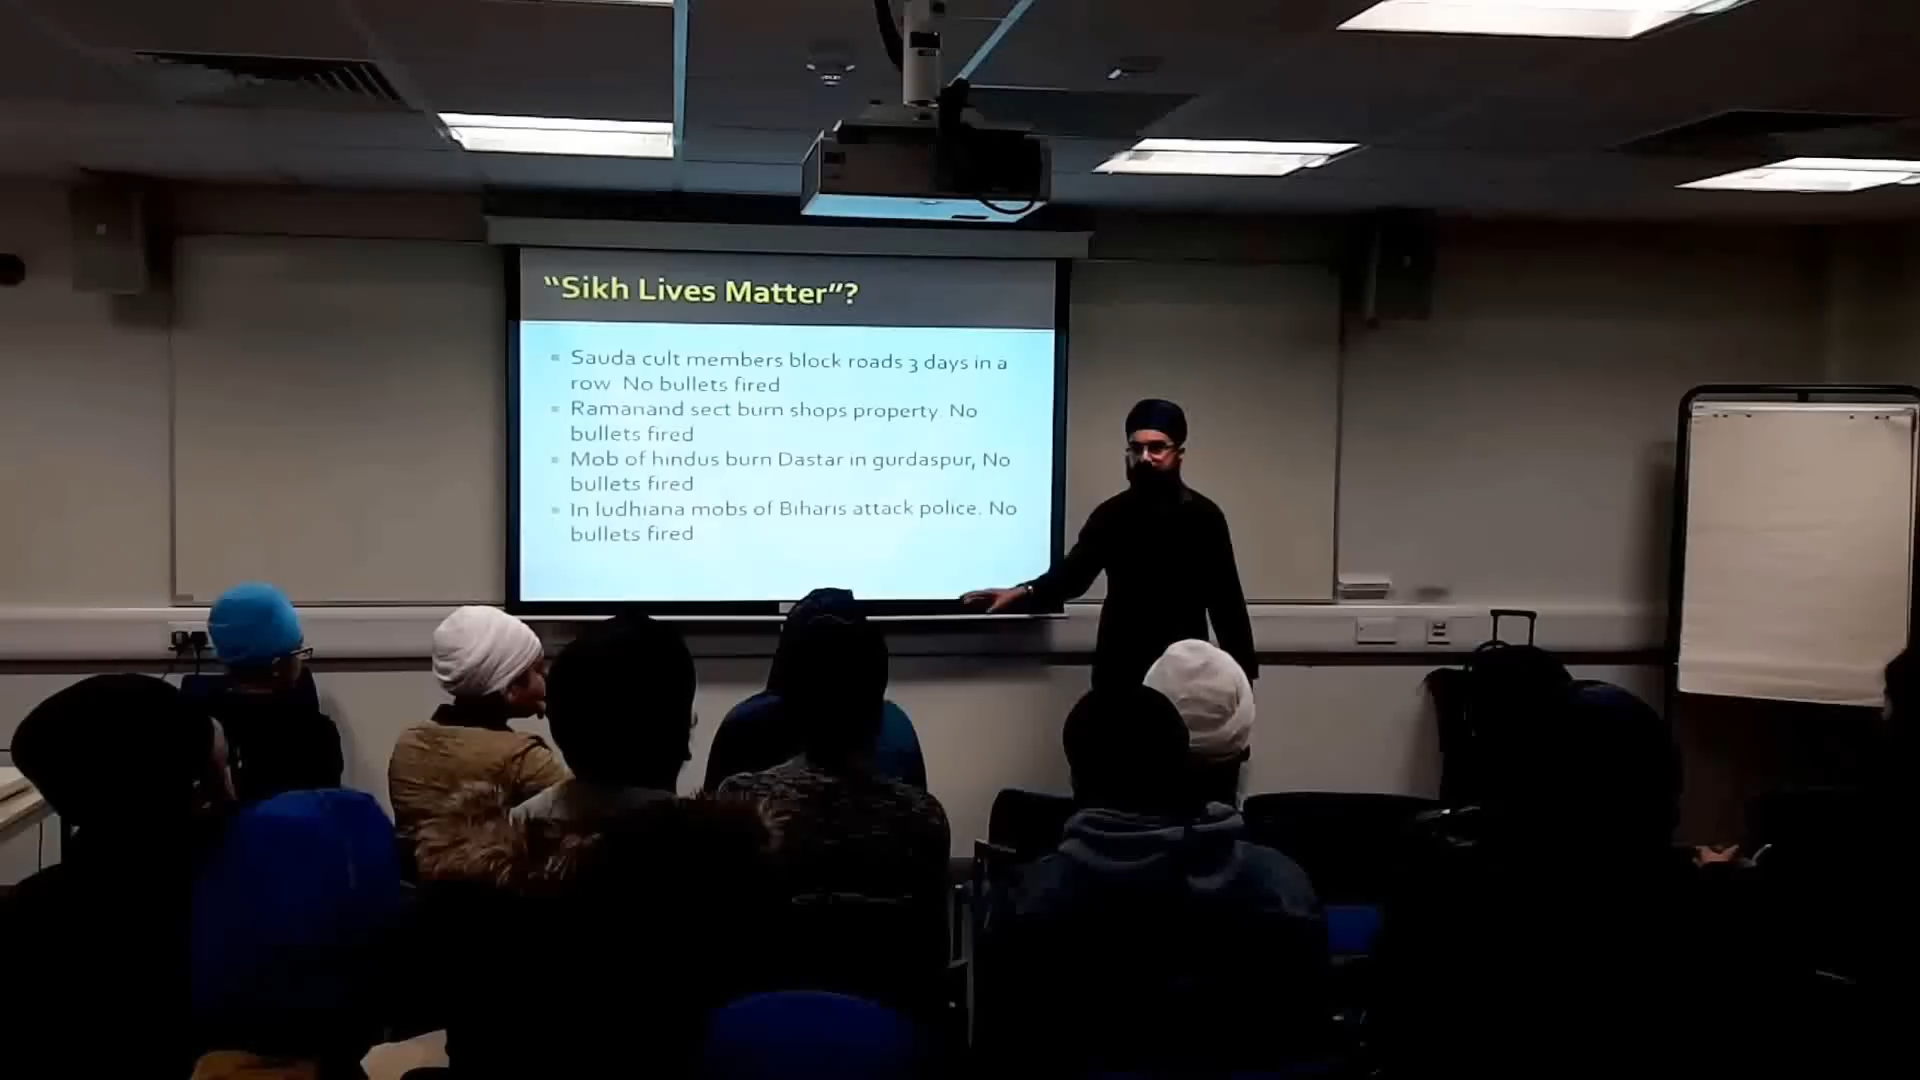 “Sikh Lives Matter”?
Sauda cult members block roads 3 days in a
row No bullets fired
Ramanand sect burn shops property. No
bullets fired
Mob of hindus burn Dastar in gurdaspur, No
bullets fired
In ludhiana mobs of Biharis attack police. No
bullets fired